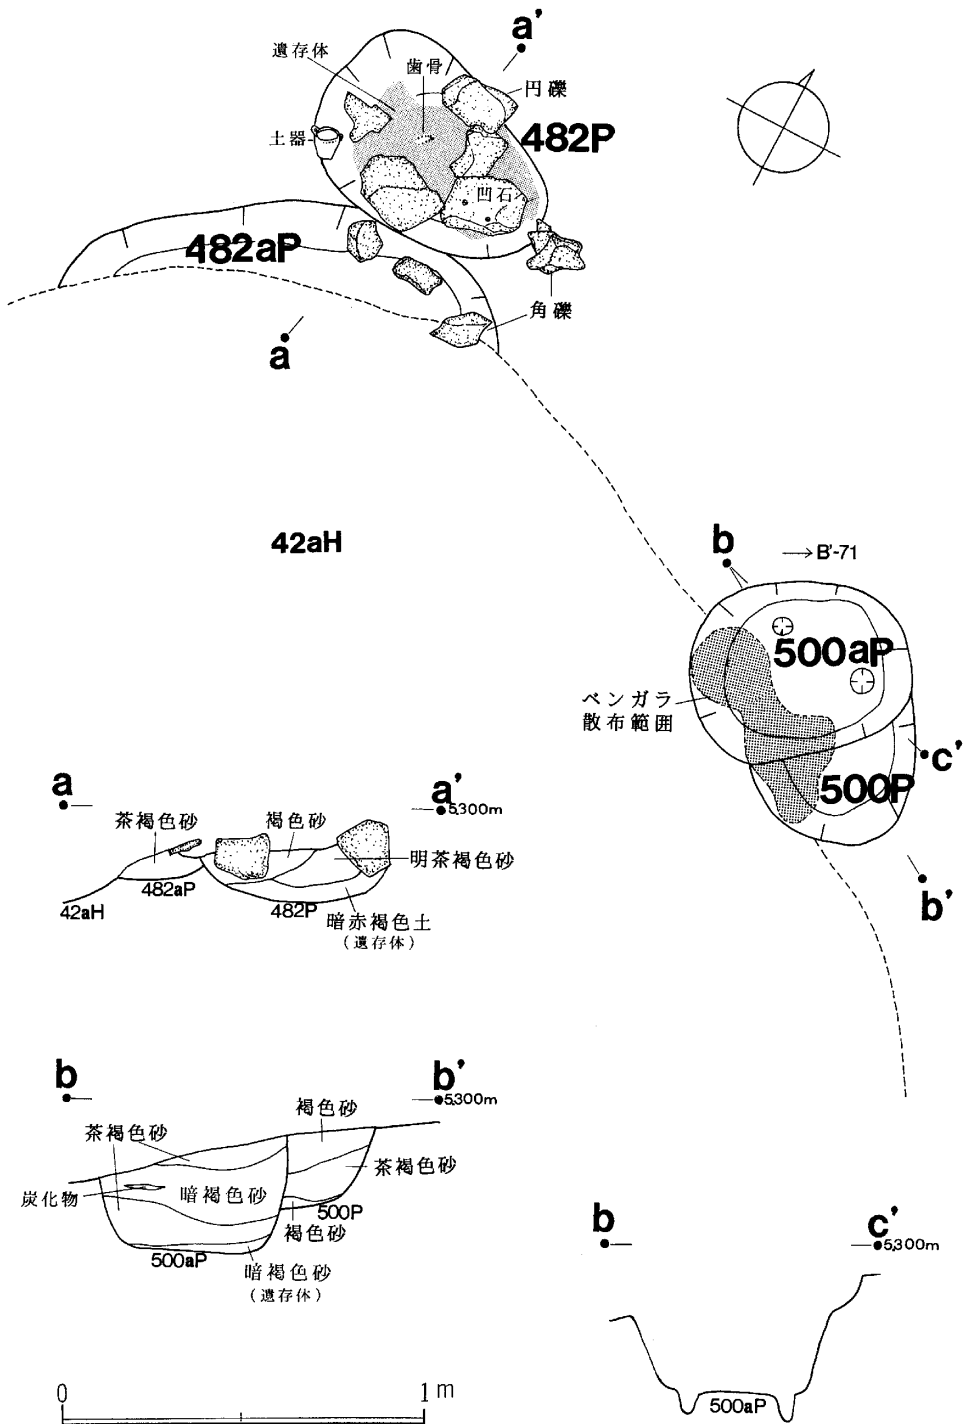 a'
遺存体
歯骨
円礫
土器
482P
凹石
482aP
角礫
a
42aH
b
→B'-71
500aP
ベンガラ
散布範囲
c'
500P
b'
a
a'
5,300m
茶褐色砂
褐色砂
明茶褐色砂
482aP
42aH
482P
暗赤褐色土
(遺存体)
b
b'
5,300m
褐色砂
茶褐色砂
茶褐色砂
炭化物
暗褐色砂
500P
褐色砂
500aP
暗褐色砂
(遺存体)
b
c'
5,300m
500aP
0
1m